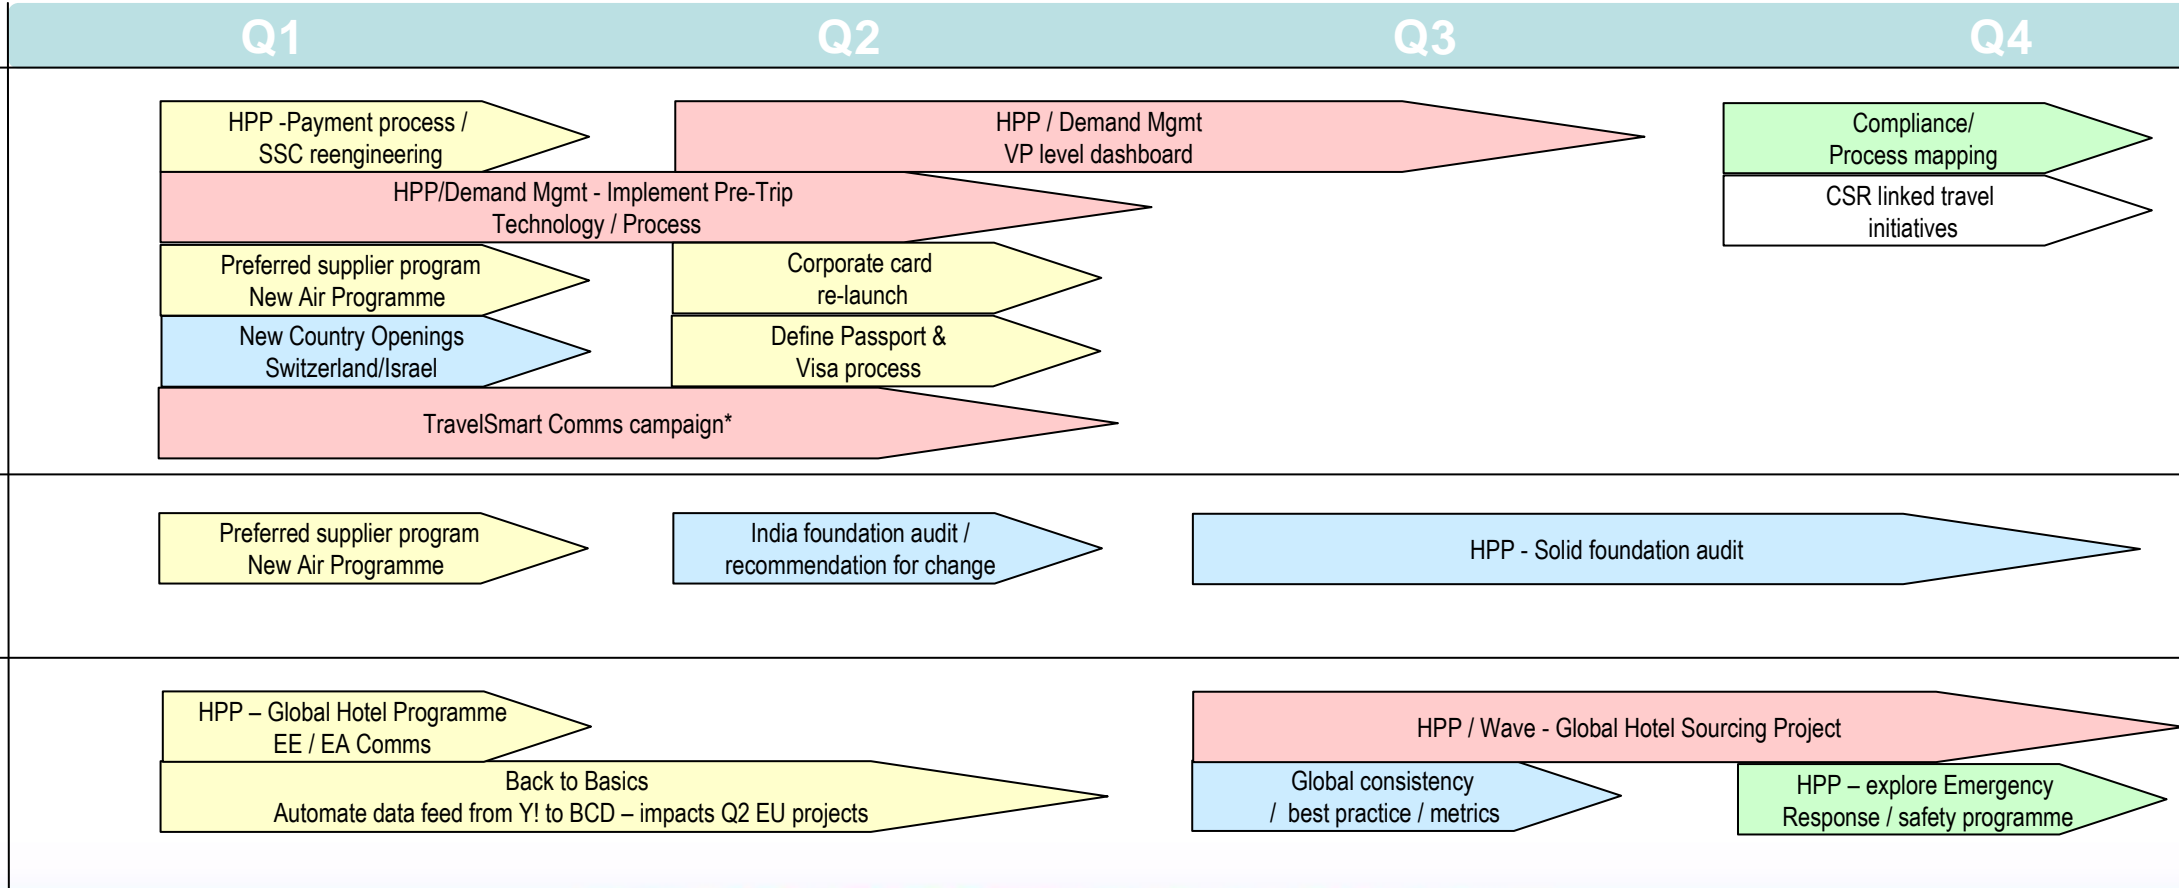 Q1 Q2 Q3 Q4
HPP -Payment process /
SSC reengineering
HPP / Demand Mgmt
VP level dashboard
Compliance/
Process mapping
HPP/Demand Mgmt - Implement Pre-Trip
Technology / Process
CSR linked travel
initiatives
Preferred supplier program
New Air Programme
Corporate card
re-launch
New Country Openings
Switzerland/Israel
Define Passport &
Visa process
TravelSmart Comms campaign*
Preferred supplier program
New Air Programme
India foundation audit /
recommendation for change
HPP - Solid foundation audit
HPP – Global Hotel Programme
EE / EA Comms
HPP / Wave - Global Hotel Sourcing Project
Back to Basics
Automate data feed from Y! to BCD – impacts Q2 EU projects
Global consistency
/ best practice / metrics
HPP – explore Emergency
Response / safety programme